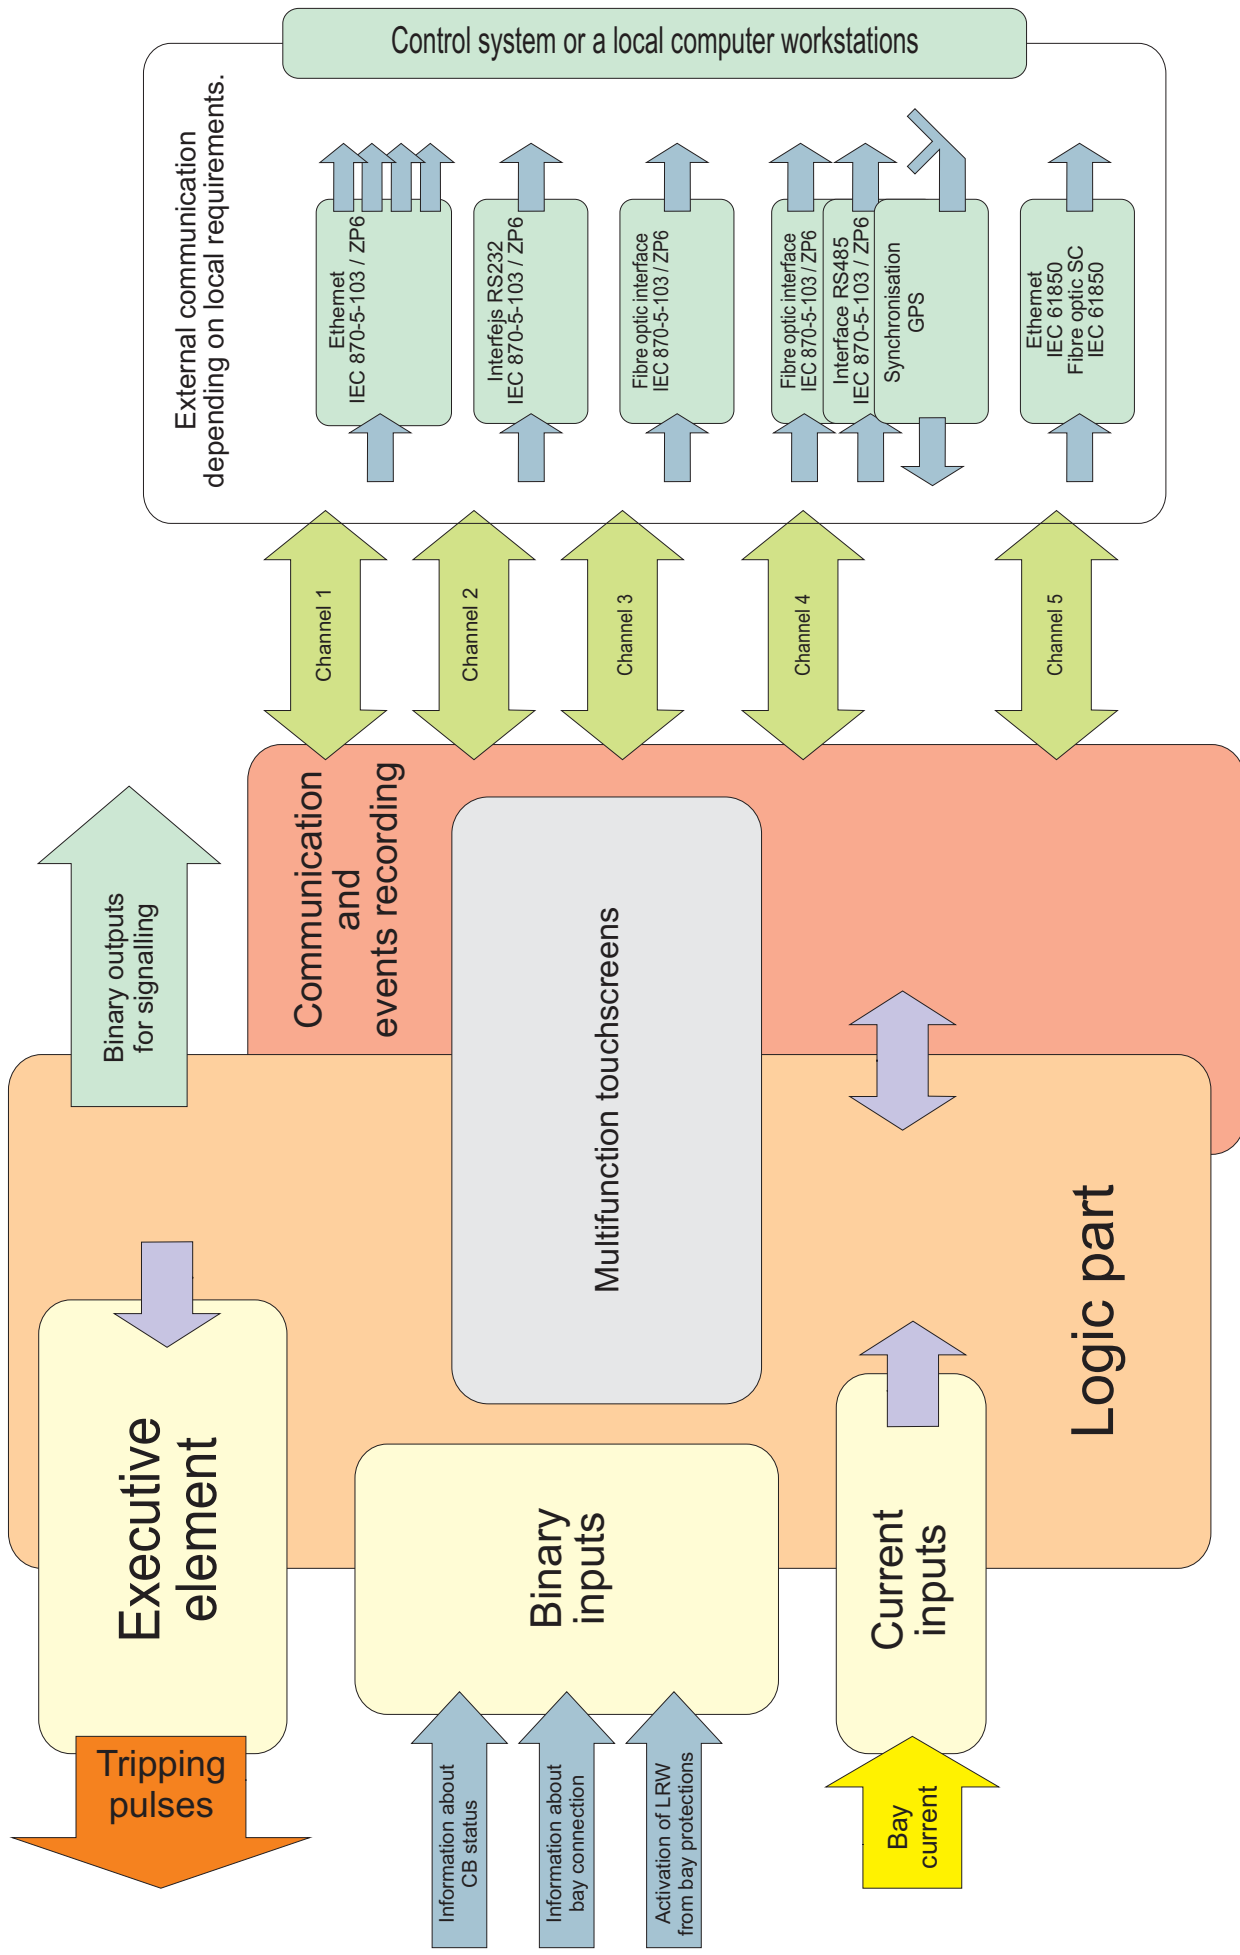 Control system or a local computer workstations
External communication
depending on local requirements.
Ethernet
IEC 870-5-103 / ZP6
Interfejs RS232
IEC 870-5-103 / ZP6
Fibre optic interface
IEC 870-5-103 / ZP6
Fibre optic interface
IEC 870-5-103 / ZP6
Interface RS485
IEC 870-5-103 / ZP6
Synchronisation
GPS
Ethernet
IEC 61850
Fibre optic SC
IEC 61850
Channel 1
Channel 2
Channel 3
Channel 4
Channel 5
Binary outputs
for signalling
Communication
and
events recording
Multifunction touchscreens
Logic part
Executive
element
Binary
inputs
Current
inputs
Tripping
pulses
Information about
CB status
Information about
bay connection
Activation of LRW
from bay protections
Bay
current